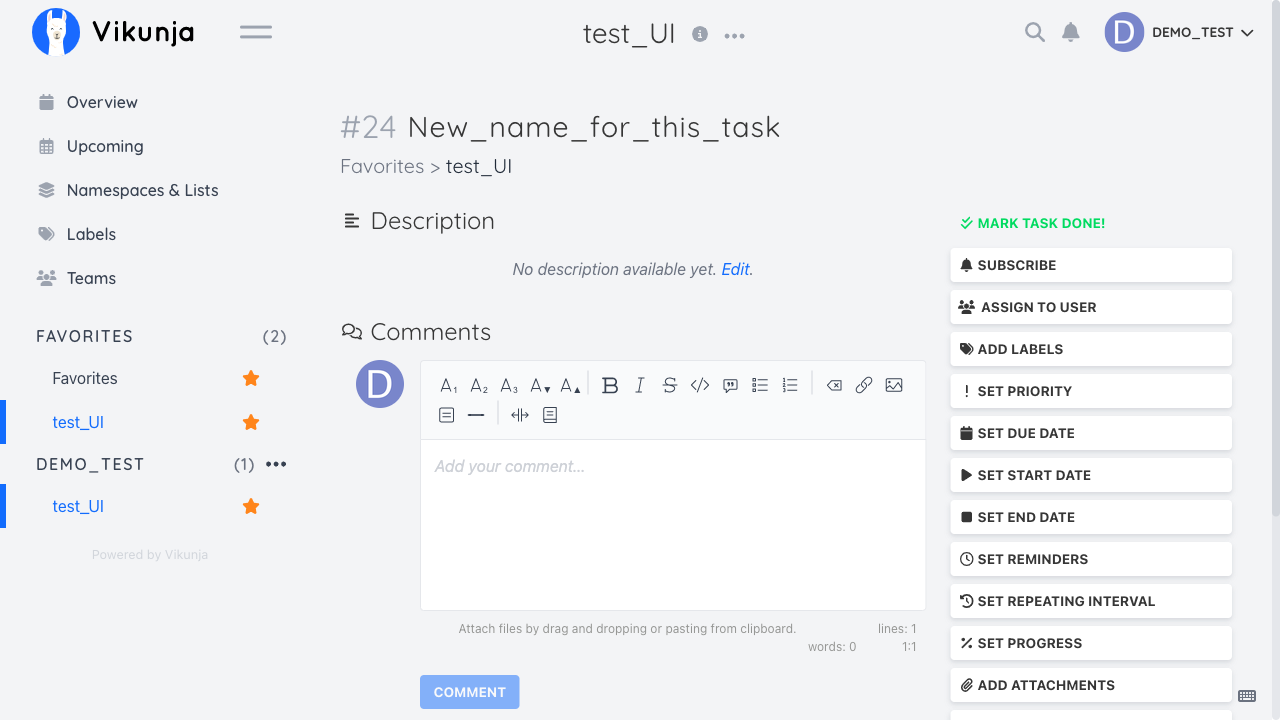 Vikunja
test_UI
D
DEMO_TEST
Overview
Upcoming
Namespaces & Lists
Labels
Teams
FAVORITES (2)
Favorites
test_UI
DEMO_TEST (1)
test_UI
Powered by Vikunja
#24 New_name_for_this_task
Favorites > test_UI
Description
No description available yet. Edit.
Comments
D
A1 A2 A3 A▼ A▲ B I S
Add your comment...
Attach files by drag and dropping or pasting from clipboard.
lines: 1
words: 0
1:1
COMMENT
MARK TASK DONE!
SUBSCRIBE
ASSIGN TO USER
ADD LABELS
SET PRIORITY
SET DUE DATE
SET START DATE
SET END DATE
SET REMINDERS
SET REPEATING INTERVAL
SET PROGRESS
ADD ATTACHMENTS